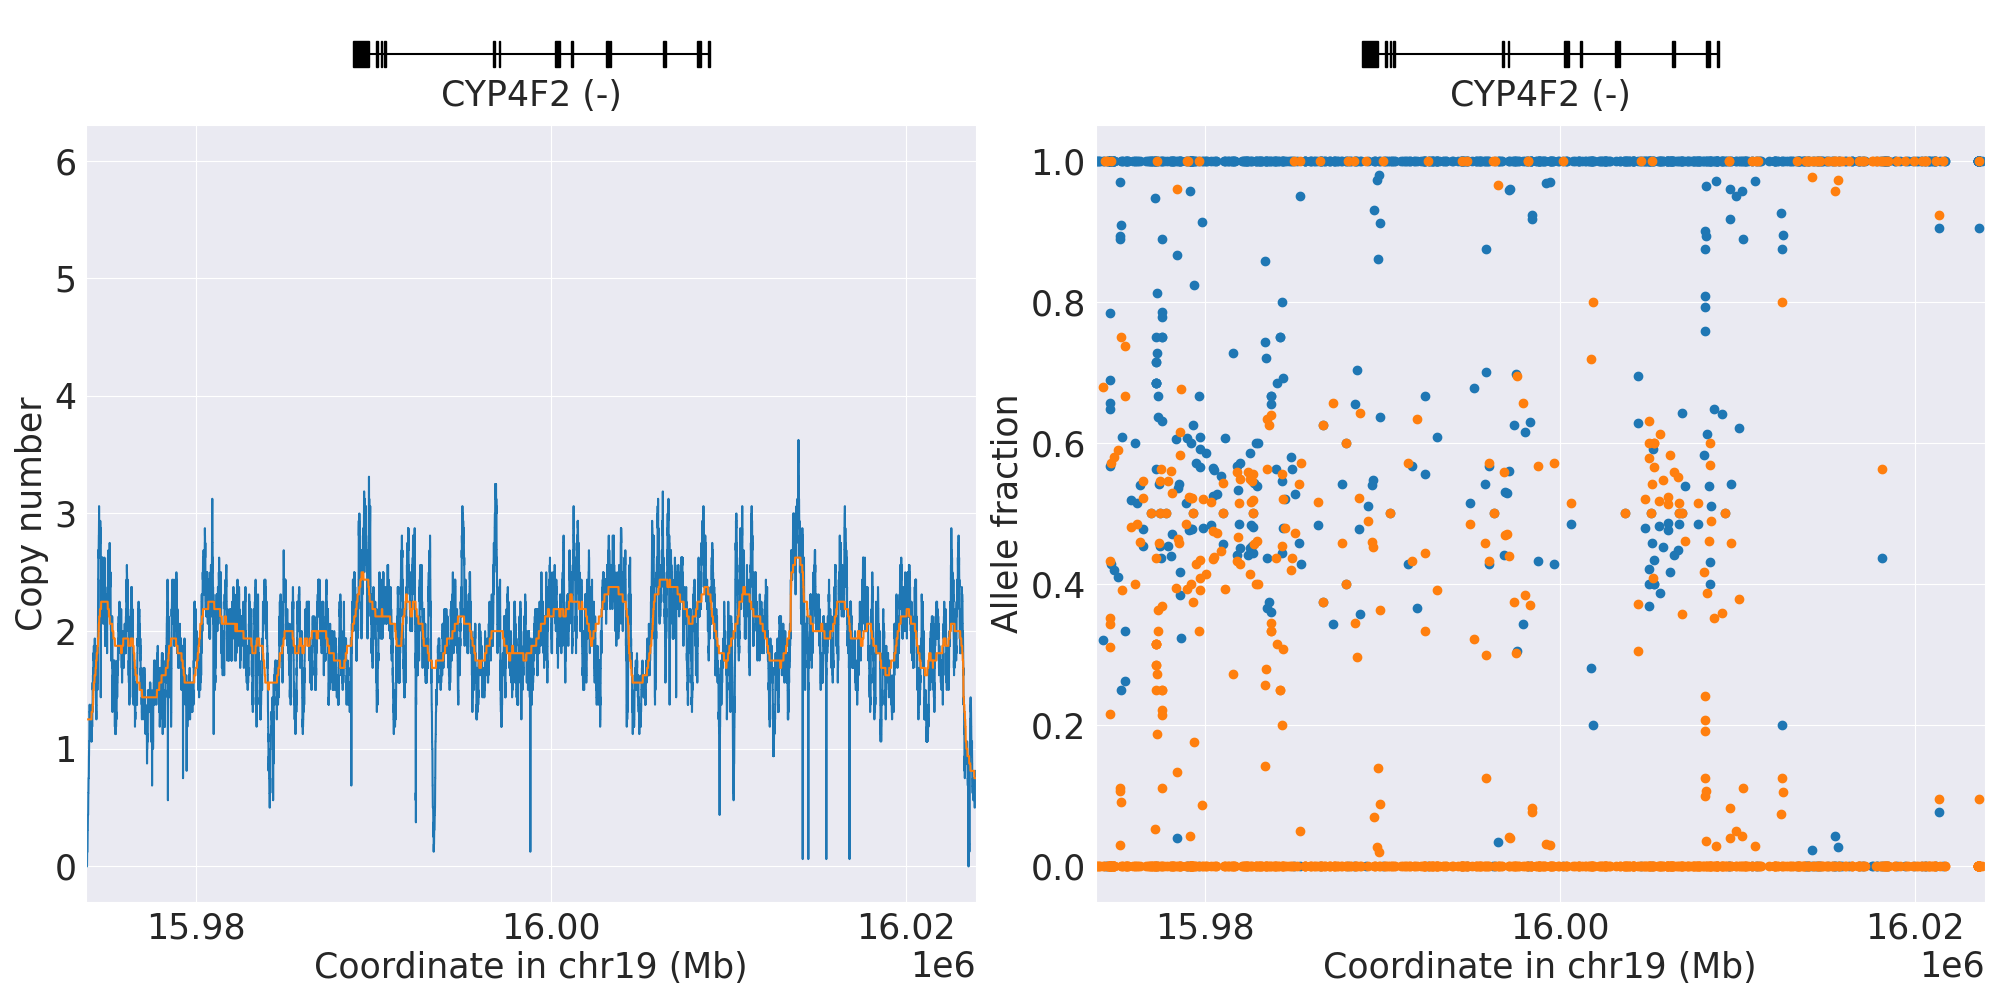 CYP4F2 (-)
Copy number
6
5
4
3
2
1
0
15.98
16.00
16.02
Coordinate in chr19 (Mb)
1e6
CYP4F2 (-)
Allele fraction
1.0
0.8
0.6
0.4
0.2
0.0
15.98
16.00
16.02
Coordinate in chr19 (Mb)
1e6